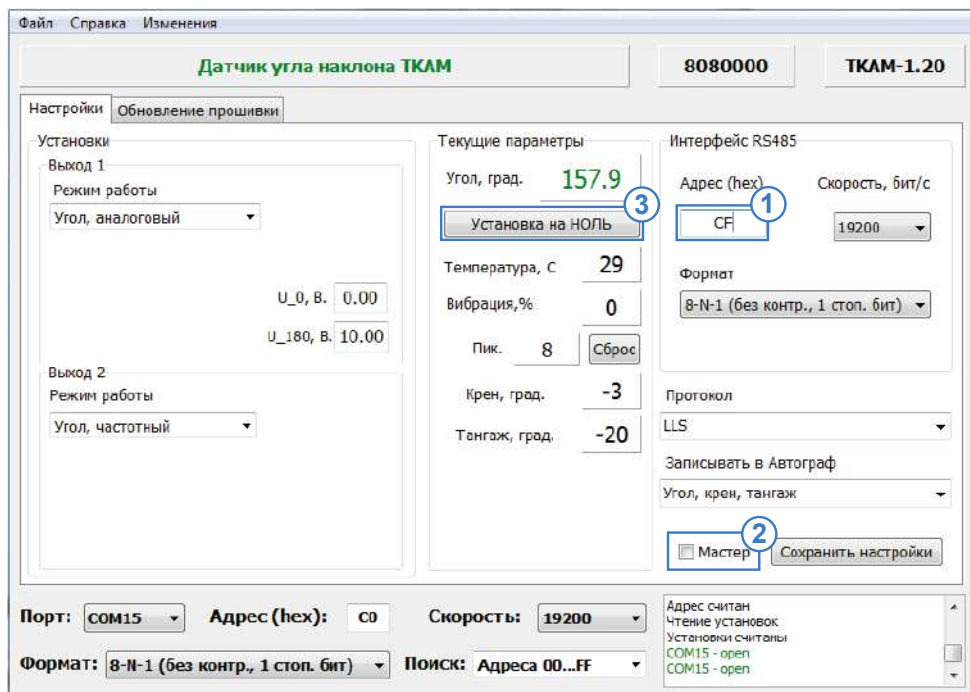 Файл Справка Изменения
Датчик угла наклона ТКАМ 8080000 ТКАМ-1.20
Настройки Обновление прошивки
Установки
Выход 1
Режим работы
Угол, аналоговый
U_0, В. 0.00
U_180, В. 10.00
Выход 2
Режим работы
Угол, частотный
Текущие параметры
Угол, град. 157.9
3
Установка на НОЛЬ
Температура, С 29
Вибрация,% 0
Пик. 8 Сброс
Крен, град. -3
Тангаж, град. -20
Интерфейс RS485
Адрес (hex) Скорость, бит/с
1
CF 19200
Формат
8-N-1 (без контр., 1 стоп. бит)
Протокол
LLS
Записывать в Автограф
Угол, крен, тангаж
2
Мастер Сохранить настройки
Порт: COM15 Адрес (hex): C0 Скорость: 19200
Формат: 8-N-1 (без контр., 1 стоп. бит) Поиск: Адреса 00...FF
Адрес считан
Чтение установок
Установки считаны
COM15 - open
COM15 - open